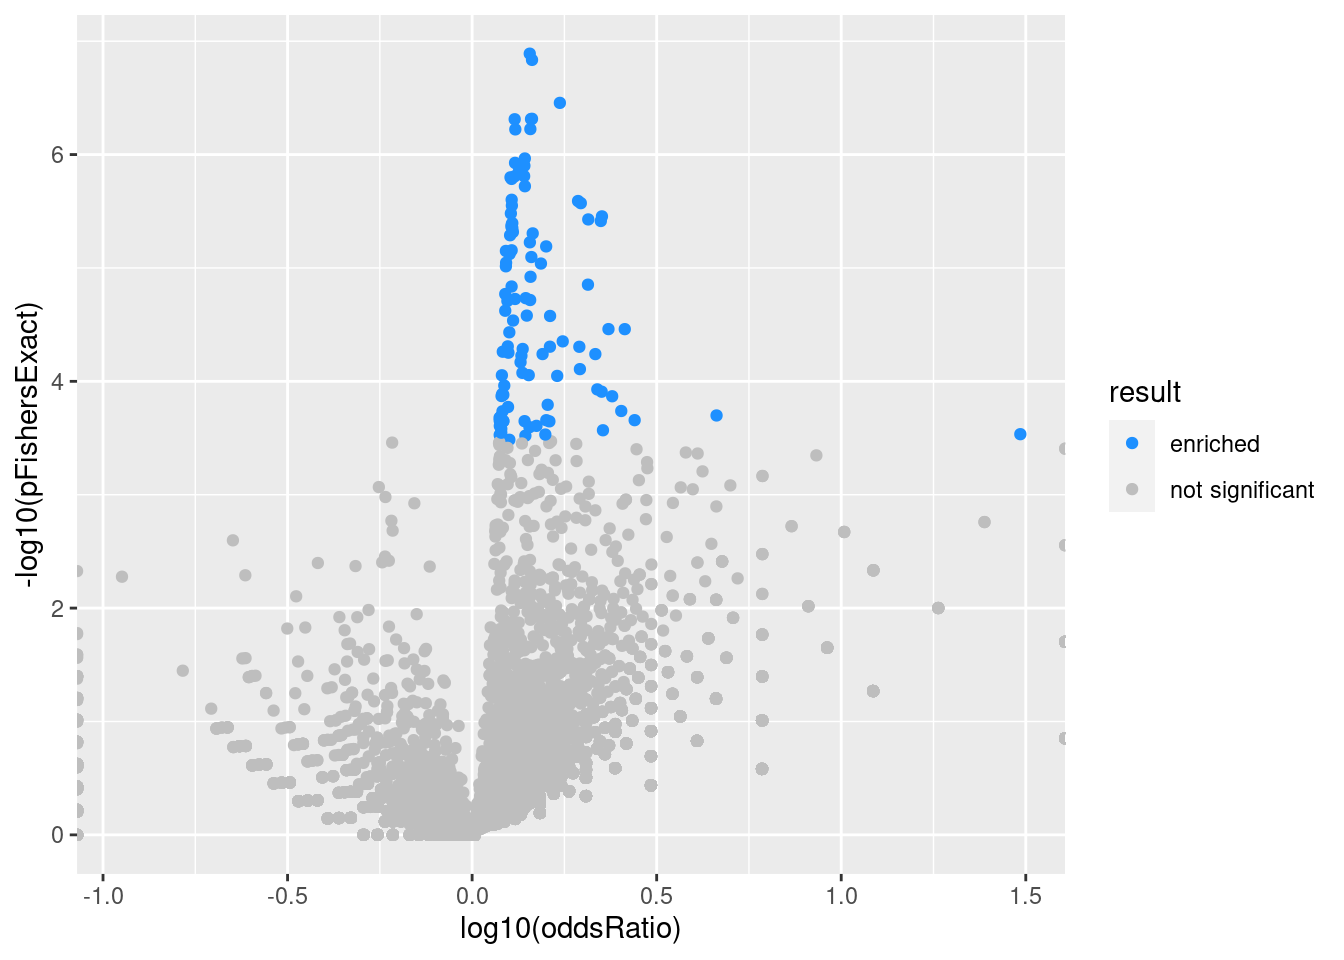 -log10(pFishersExact)
6
4
2
0
-1.0 -0.5 0.0 0.5 1.0 1.5
log10(oddsRatio)
result
enriched
not significant